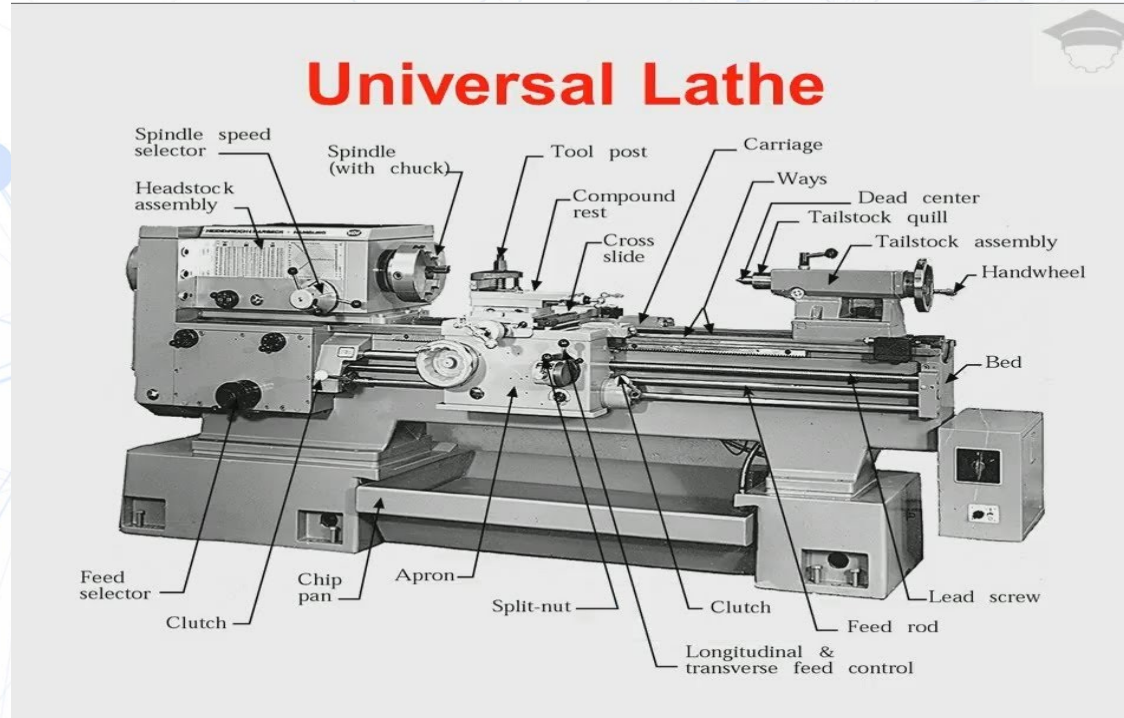 Universal Lathe
Spindle speed
selector
Spindle
(with chuck)
Tool post
Carriage
Headstock
assembly
Compound
rest
Ways
Dead center
Tailstock quill
Cross
slide
Tailstock assembly
Handwheel
Bed
Feed
selector
Chip
pan
Apron
Split-nut
Clutch
Lead screw
Clutch
Feed rod
Longitudinal &
transverse feed control